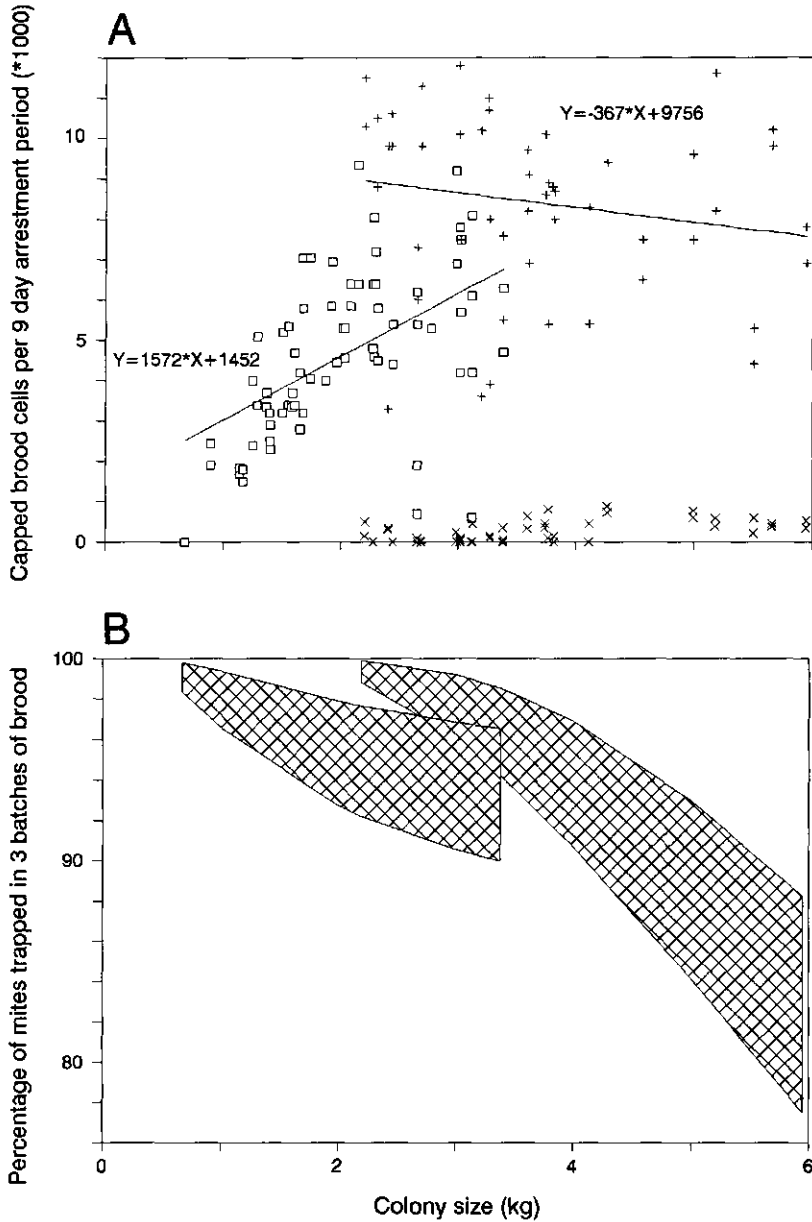 A
Capped brood cells per 9 day arrestment period (*1000)
10
5
0
Y=-367*X+9756
Y=1572*X+1452
B
Percentage of mites trapped in 3 batches of brood
100
90
80
0 2 4 6
Colony size (kg)